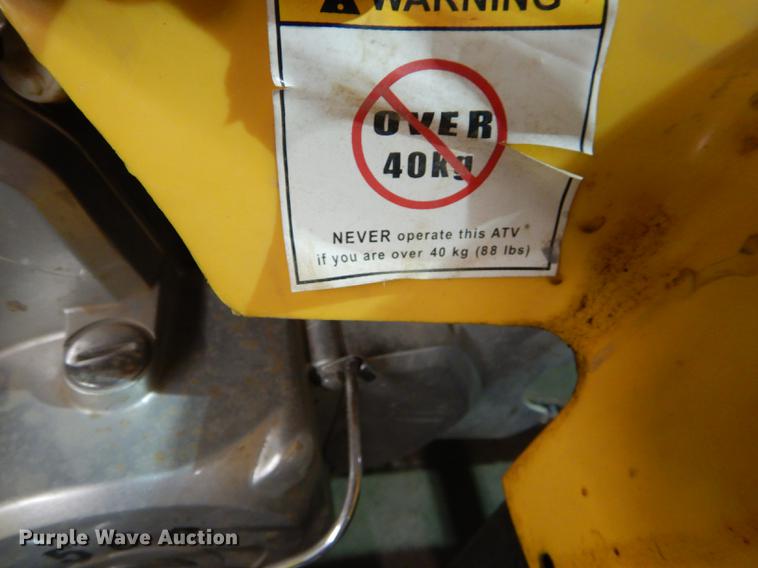 WARNING
OVER
40Kg
NEVER operate this ATV
if you are over 40 kg (88 lbs)
Purple Wave Auction